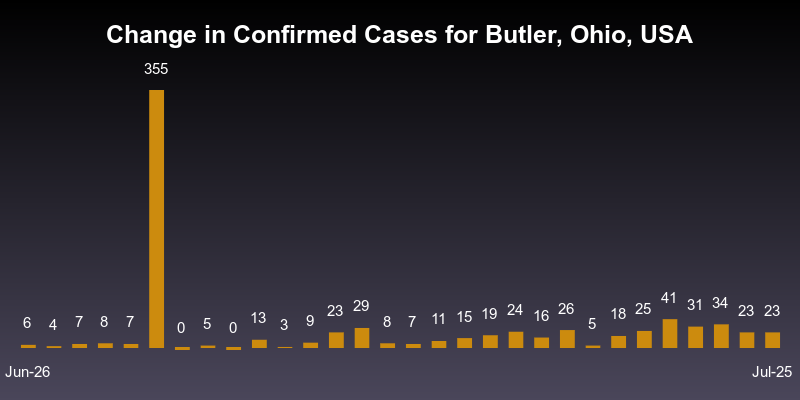 Change in Confirmed Cases for Butler, Ohio, USA
355
6 4 7 8 7 0 5 0 13 3 9 23 29 8 7 11 15 19 24 16 26 5 18 25 41 31 34 23 23
Jun-26 Jul-25